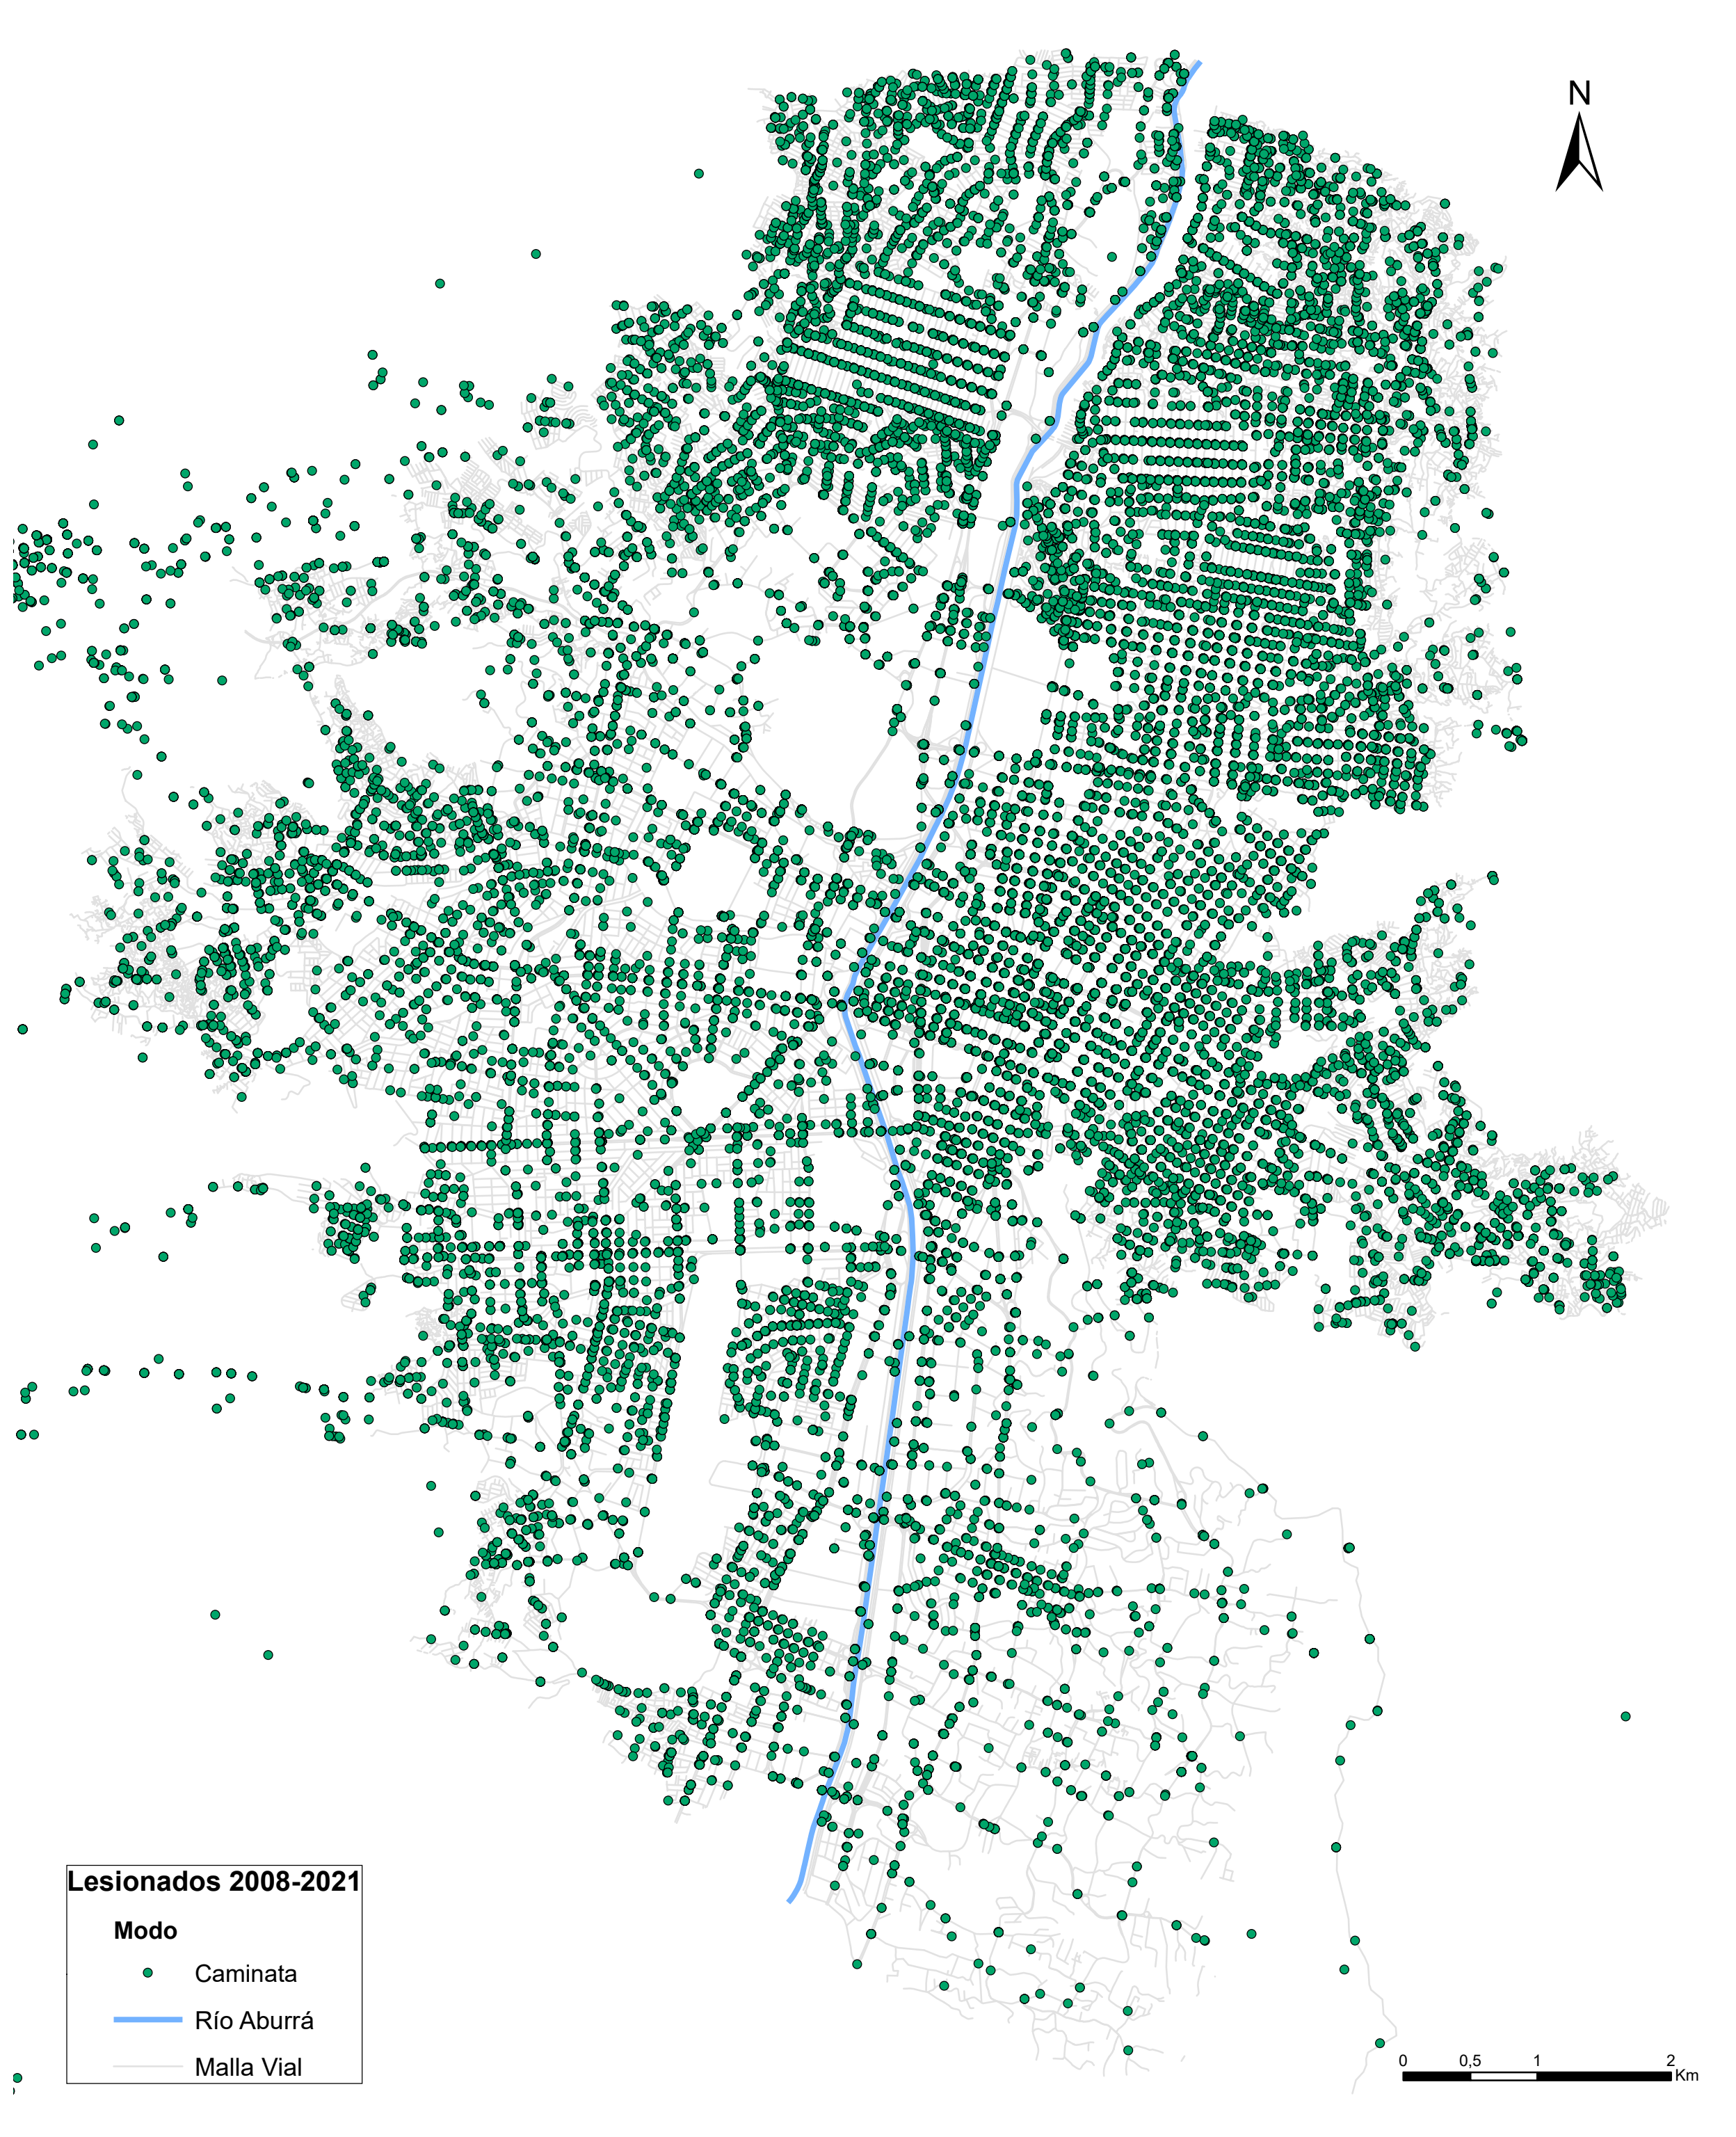 N
Lesionados 2008-2021
Modo
Caminata
Río Aburrá
Malla Vial
0 0,5 1 2
Km